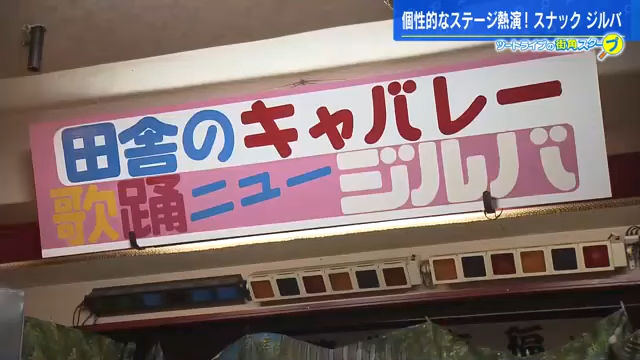 個性的なステージ熱演！スナック ジルバ
ツートライブの街角スクープ
田舎のキャバレー
歌踊ニュージルバ
福